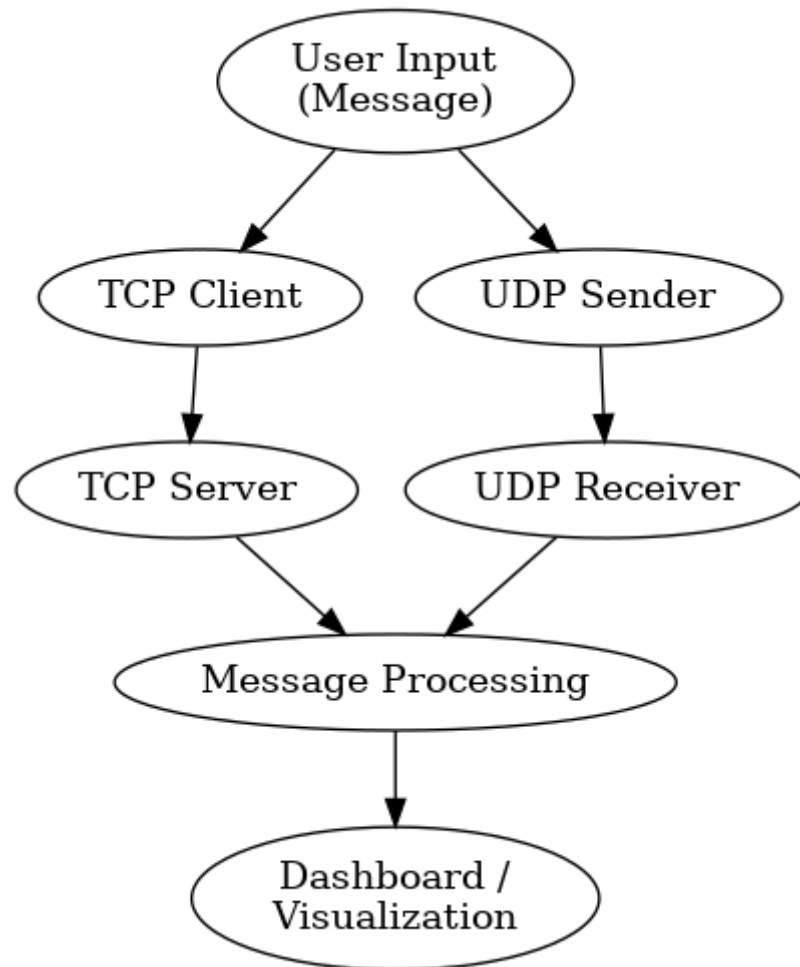 User Input
(Message)
TCP Client
UDP Sender
TCP Server
UDP Receiver
Message Processing
Dashboard /
Visualization